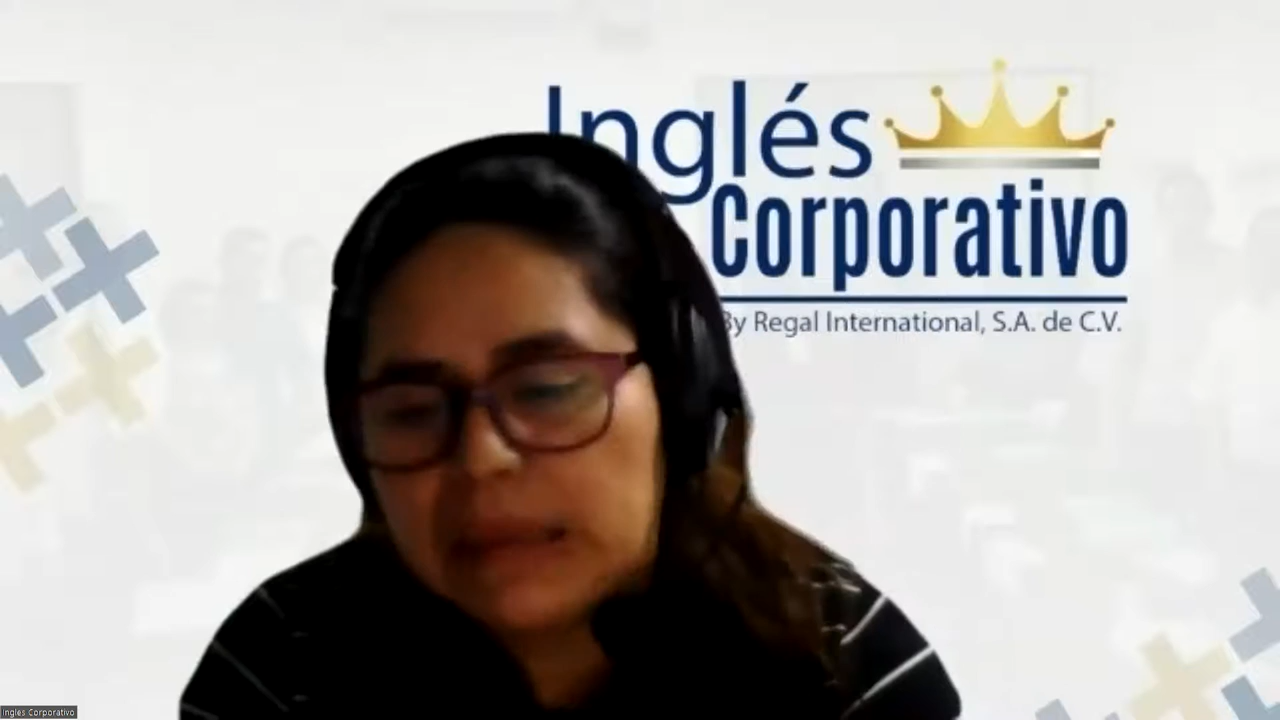 Inglés
Corporativo
By Regal International, S.A. de C.V.
Ingles Corporativo